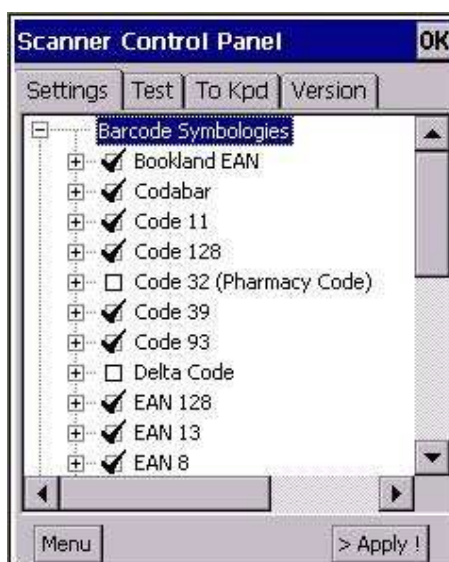 Scanner Control Panel OK
Settings Test To Kpd Version
Barcode Symbologies
Bookland EAN
Codabar
Code 11
Code 128
Code 32 (Pharmacy Code)
Code 39
Code 93
Delta Code
EAN 128
EAN 13
EAN 8
Menu > Apply !